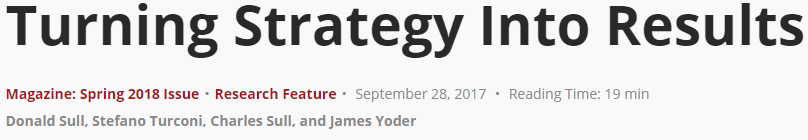 Turning Strategy Into Results
Magazine: Spring 2018 Issue • Research Feature • September 28, 2017 • Reading Time: 19 min
Donald Sull, Stefano Turconi, Charles Sull, and James Yoder